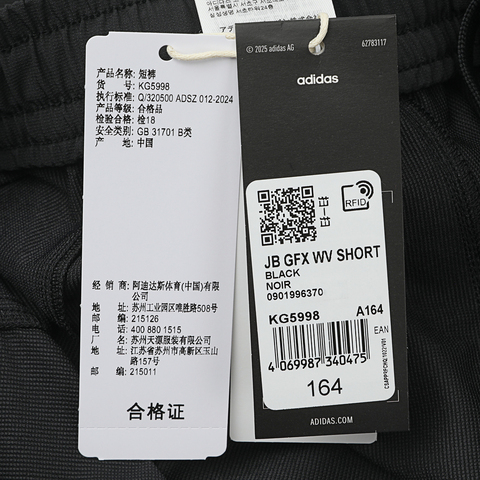 产品名称: 短裤
货 号: KG5998
执行标准: Q/320500 ADSZ 012-2024
产品等级: 合格品
检验合格: 检18
安全类别: GB 31701 B类
产 地: 中国
经 销 商: 阿迪达斯体育(中国)有限
公司
地 址: 苏州工业园区唯胜路508号
邮 编: 215126
电 话: 400 880 1515
厂 商: 苏州天源服装有限公司
地 址: 江苏省苏州市高新区玉山
路157号
邮 编: 215011
合格证
© 2025 adidas AG
62783117
adidas
RFID
JB GFX WV SHORT
BLACK
NOIR
0901996370
KG5998 A164
EAN
4 069987 340475
164
ADIDAS.COM